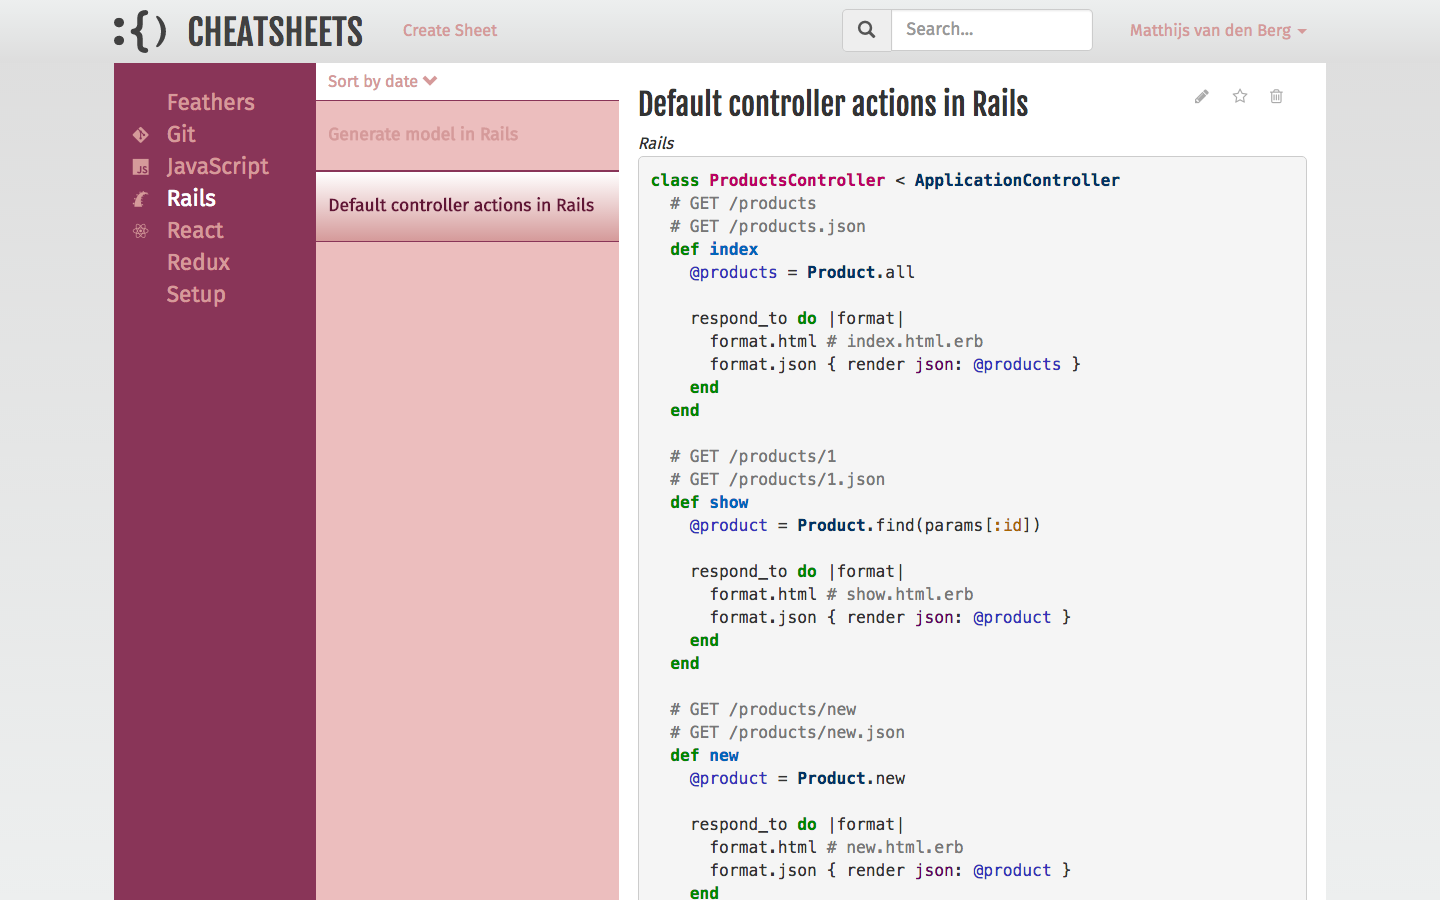 :{) CHEATSHEETS
Create Sheet
Search...
Matthijs van den Berg
Feathers
Git
JavaScript
Rails
React
Redux
Setup
Sort by date
Generate model in Rails
Default controller actions in Rails
Default controller actions in Rails
Rails
class ProductsController < ApplicationController
  # GET /products
  # GET /products.json
  def index
    @products = Product.all

    respond_to do |format|
      format.html # index.html.erb
      format.json { render json: @products }
    end
  end

  # GET /products/1
  # GET /products/1.json
  def show
    @product = Product.find(params[:id])

    respond_to do |format|
      format.html # show.html.erb
      format.json { render json: @product }
    end
  end

  # GET /products/new
  # GET /products/new.json
  def new
    @product = Product.new

    respond_to do |format|
      format.html # new.html.erb
      format.json { render json: @product }
    end